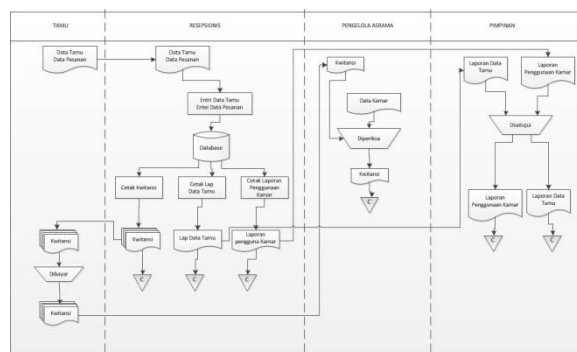 TAMU
RESEPSIONIS
PENGELOLA ASRAMA
PIMPINAN
Data Tamu
Data Pesanan
Data Tamu
Data Pesanan
Entri Data Tamu
Enter Data Pesanan
Database
Cetak Kwitansi
Cetak Lap
Data Tamu
Cetak Laporan
Penggunaan
Kamar
Kwitansi
Kwitansi
Lap Data Tamu
Laporan
pengguna Kamar
Dibayar
C
C
C
Kwitansi
Kwitansi
Data Kamar
Diperiksa
Kwitansi
C
Laporan Data
Tamu
Laporan
Penggunaan Kamar
Disetujui
Laporan
Penggunaan Kamar
Laporan Data
Tamu
C
C